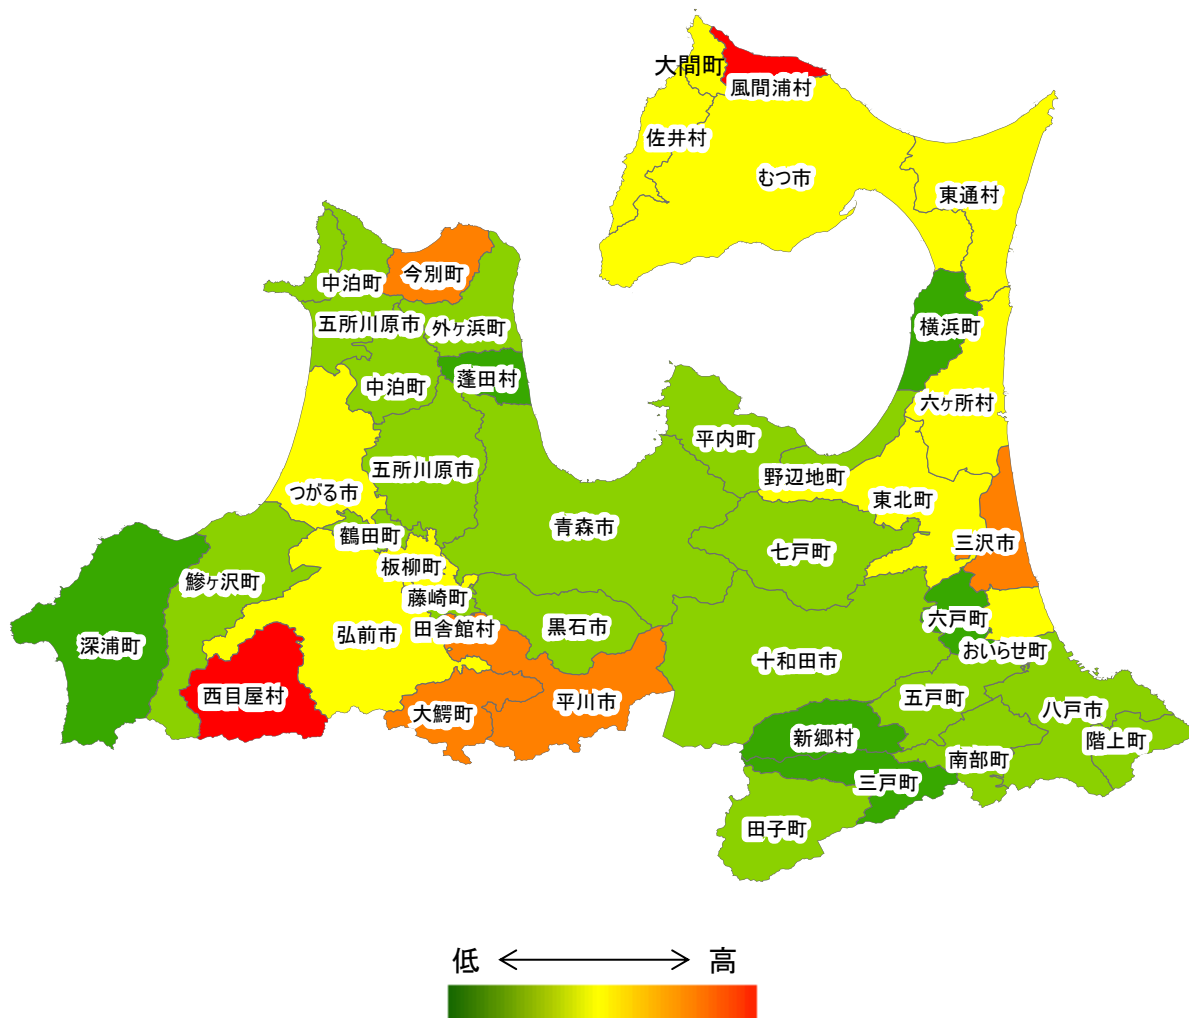 大間町
風間浦村
佐井村
むつ市
東通村
中泊町
今別町
五所川原市
外ヶ浜町
横浜町
中泊町
蓬田村
六ヶ所村
平内町
五所川原市
野辺地町
つがる市
東北町
青森市
鶴田町
三沢市
七戸町
板柳町
鰺ヶ沢町
藤崎町
六戸町
田舎館村
黒石市
弘前市
深浦町
おいらせ町
十和田市
西目屋村
五戸町
平川市
大鰐町
八戸市
新郷村
階上町
南部町
三戸町
田子町
低 高